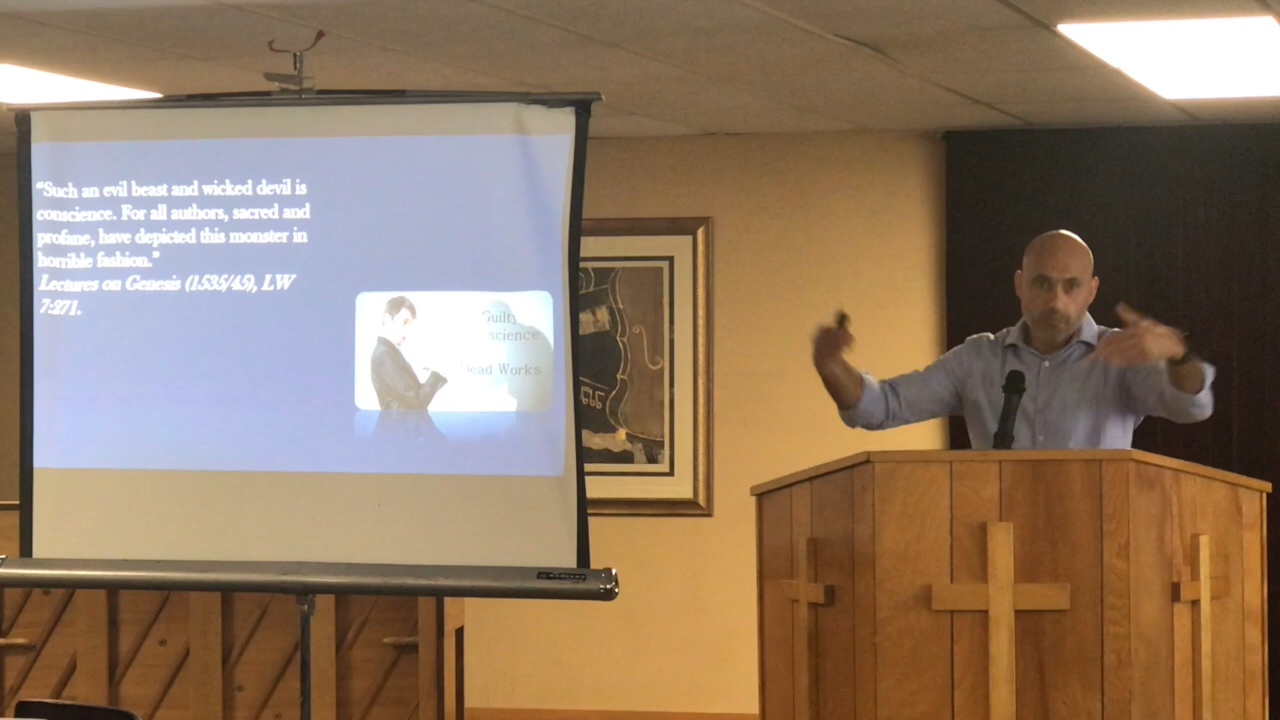 “Such an evil beast and wicked devil is
conscience. For all authors, sacred and
profane, have depicted this monster in
horrible fashion.”
Lectures on Genesis (1535/45), LW
7:271.
Guilty
science
Dead Works